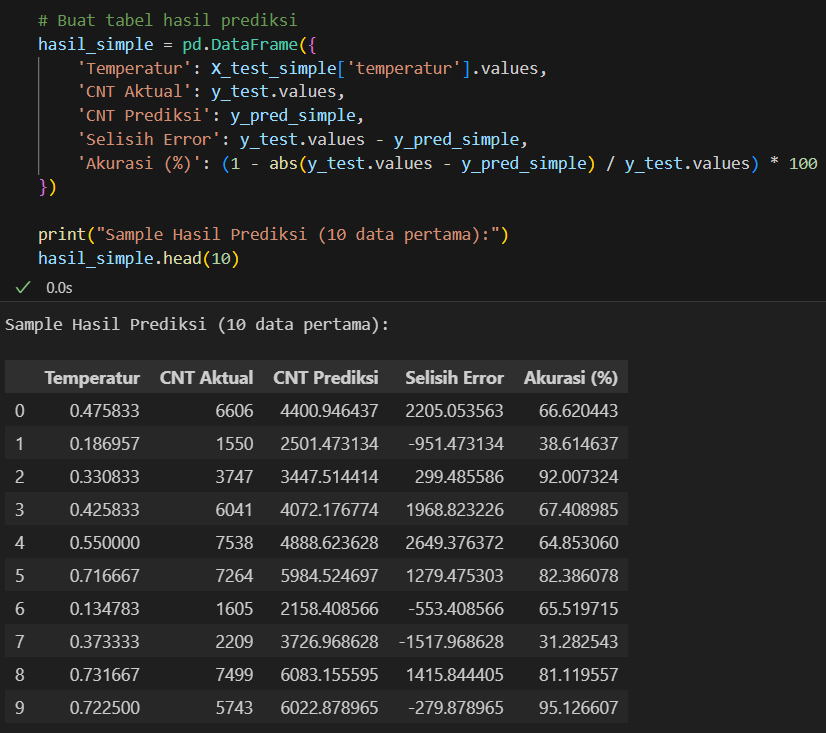 # Buat tabel hasil prediksi
hasil_simple = pd.DataFrame({
    'Temperatur': X_test_simple['temperatur'].values,
    'CNT Aktual': y_test.values,
    'CNT Prediksi': y_pred_simple,
    'Selisih Error': y_test.values - y_pred_simple,
    'Akurasi (%)': (1 - abs(y_test.values - y_pred_simple) / y_test.values) * 100
})
print("Sample Hasil Prediksi (10 data pertama):")
hasil_simple.head(10)
0.0s
Sample Hasil Prediksi (10 data pertama):
Temperatur CNT Aktual CNT Prediksi Selisih Error Akurasi (%)
0 0.475833 6606 4400.946437 2205.053563 66.620443
1 0.186957 1550 2501.473134 -951.473134 38.614637
2 0.330833 3747 3447.514414 299.485586 92.007324
3 0.425833 6041 4072.176774 1968.823226 67.408985
4 0.550000 7538 4888.623628 2649.376372 64.853060
5 0.716667 7264 5984.524697 1279.475303 82.386078
6 0.134783 1605 2158.408566 -553.408566 65.519715
7 0.373333 2209 3726.968628 -1517.968628 31.282543
8 0.731667 7499 6083.155595 1415.844405 81.119557
9 0.722500 5743 6022.878965 -279.878965 95.126607